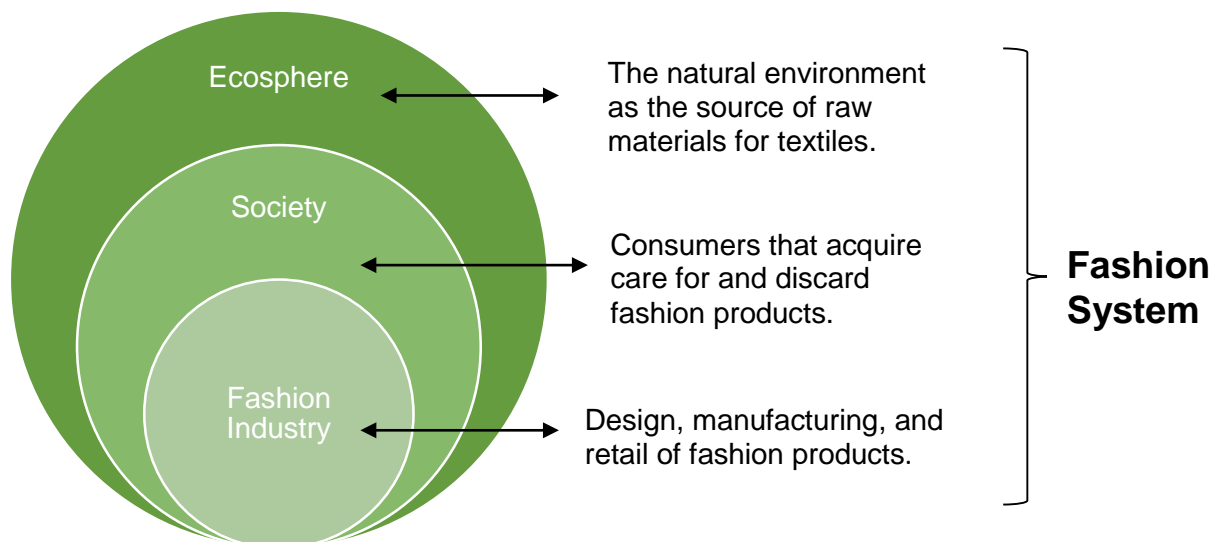 Ecosphere
The natural environment
as the source of raw
materials for textiles.
Society
Consumers that acquire
care for and discard
fashion products.
Fashion
Industry
Design, manufacturing, and
retail of fashion products.
Fashion
System